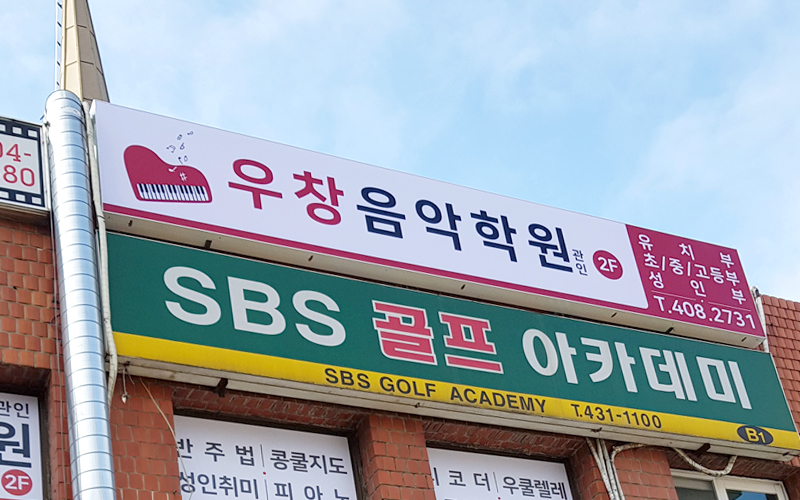 04-
80
우창음악학원 관인 2F
유치부
초/중/고등부
성인부
T.408.2731
SBS 골프 아카데미
SBS GOLF ACADEMY T.431-1100 B1
관인
원
2F
반주법 콩쿨지도
성인취미 피아노
코더 우쿨렐레